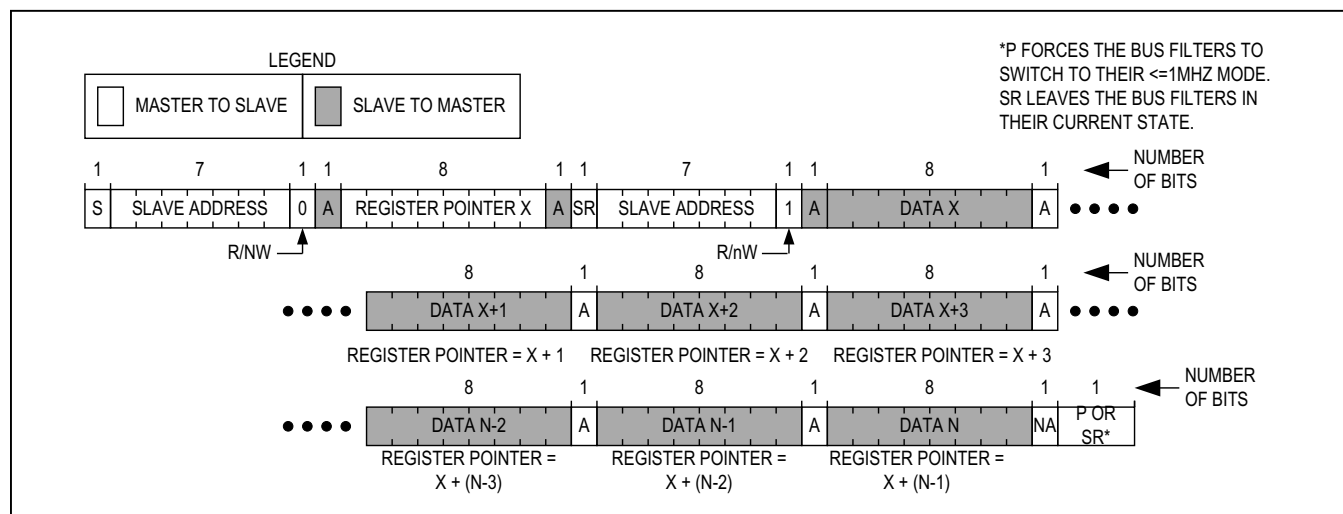 LEGEND
MASTER TO SLAVE SLAVE TO MASTER
*P FORCES THE BUS FILTERS TO
SWITCH TO THEIR <=1MHZ MODE.
SR LEAVES THE BUS FILTERS IN
THEIR CURRENT STATE.
1 7 1 1 8 1 1 7 1 1 8 1 NUMBER
OF BITS
S SLAVE ADDRESS 0 A REGISTER POINTER X A SR SLAVE ADDRESS 1 A DATA X A
R/NW R/nW
8 1 8 1 8 1 NUMBER
OF BITS
DATA X+1 A DATA X+2 A DATA X+3 A
REGISTER POINTER = X + 1 REGISTER POINTER = X + 2 REGISTER POINTER = X + 3
8 1 8 1 8 1 1 NUMBER
OF BITS
DATA N-2 A DATA N-1 A DATA N NA P OR
SR*
REGISTER POINTER = REGISTER POINTER = REGISTER POINTER =
X + (N-3) X + (N-2) X + (N-1)